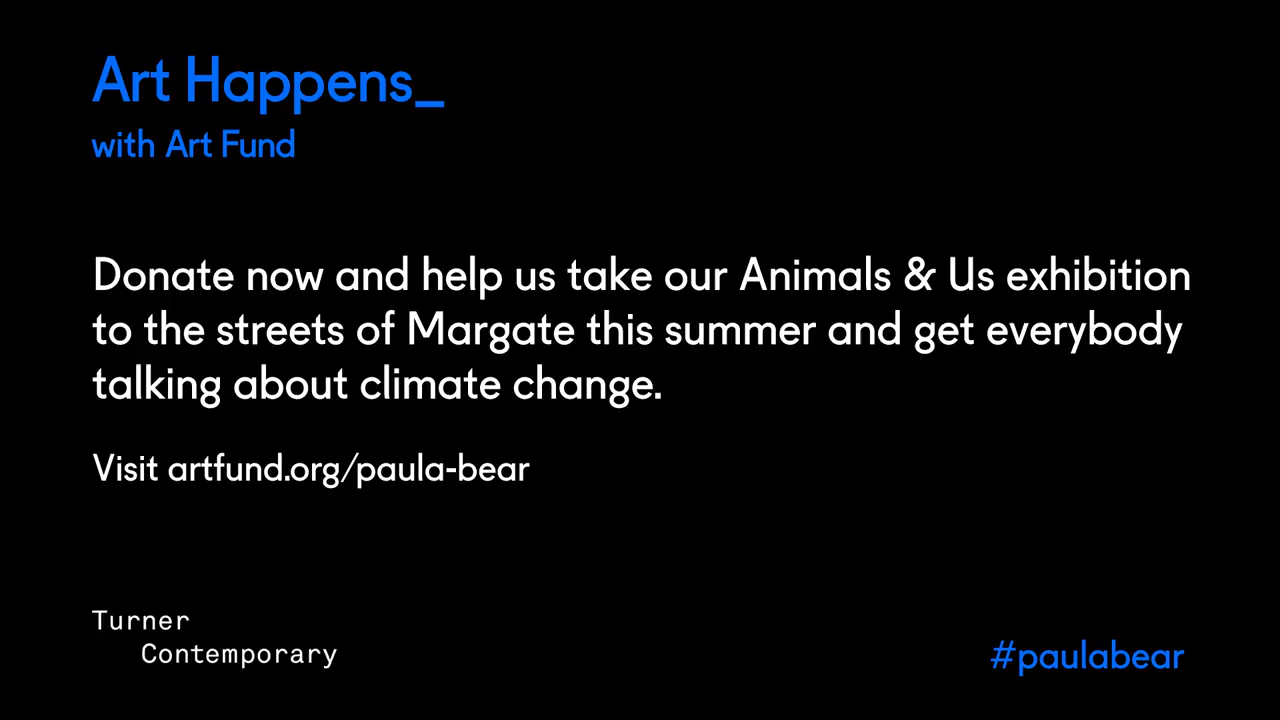 Art Happens_
with Art Fund
Donate now and help us take our Animals & Us exhibition
to the streets of Margate this summer and get everybody
talking about climate change.
Visit artfund.org/paula-bear
Turner
Contemporary
#paulabear